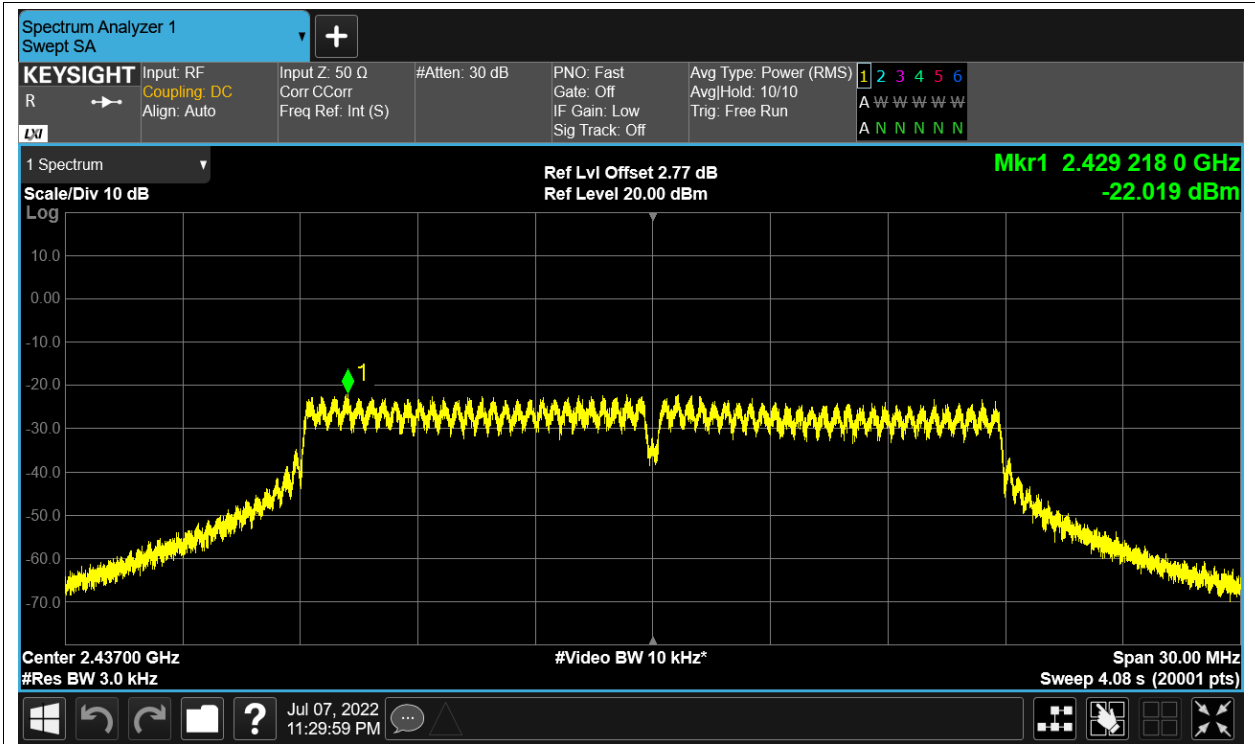 Spectrum Analyzer 1
Swept SA
+
KEYSIGHT
R
LXI
Input: RF
Coupling: DC
Align: Auto
Input Z: 50 Ω
Corr CCorr
Freq Ref: Int (S)
#Atten: 30 dB
PNO: Fast
Gate: Off
IF Gain: Low
Sig Track: Off
Avg Type: Power (RMS)
Avg|Hold: 10/10
Trig: Free Run
1 2 3 4 5 6
A W W W W W
A N N N N N
1 Spectrum
Scale/Div 10 dB
Log
Ref Lvl Offset 2.77 dB
Ref Level 20.00 dBm
Mkr1 2.429 218 0 GHz
-22.019 dBm
10.0
0.00
-10.0
-20.0
-30.0
-40.0
-50.0
-60.0
-70.0
1
Center 2.43700 GHz
#Res BW 3.0 kHz
#Video BW 10 kHz*
Span 30.00 MHz
Sweep 4.08 s (20001 pts)
?
Jul 07, 2022
11:29:59 PM